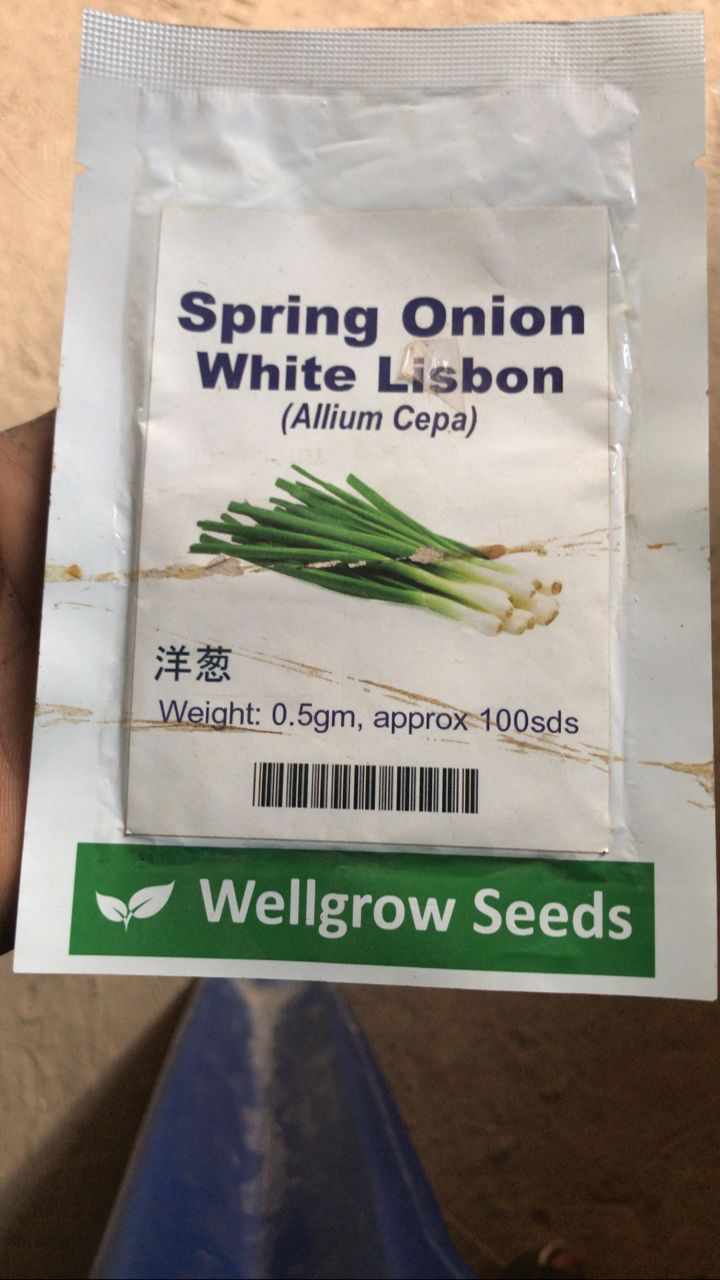 Spring Onion
White Lisbon
(Allium Cepa)
洋葱
Weight: 0.5gm, approx 100sds
Wellgrow Seeds